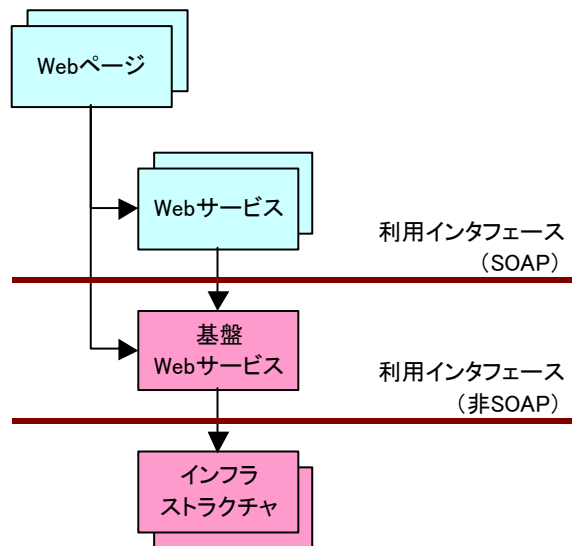 Webページ
Webサービス
利用インタフェース
(SOAP)
基盤
Webサービス
利用インタフェース
(非SOAP)
インフラ
ストラクチャ